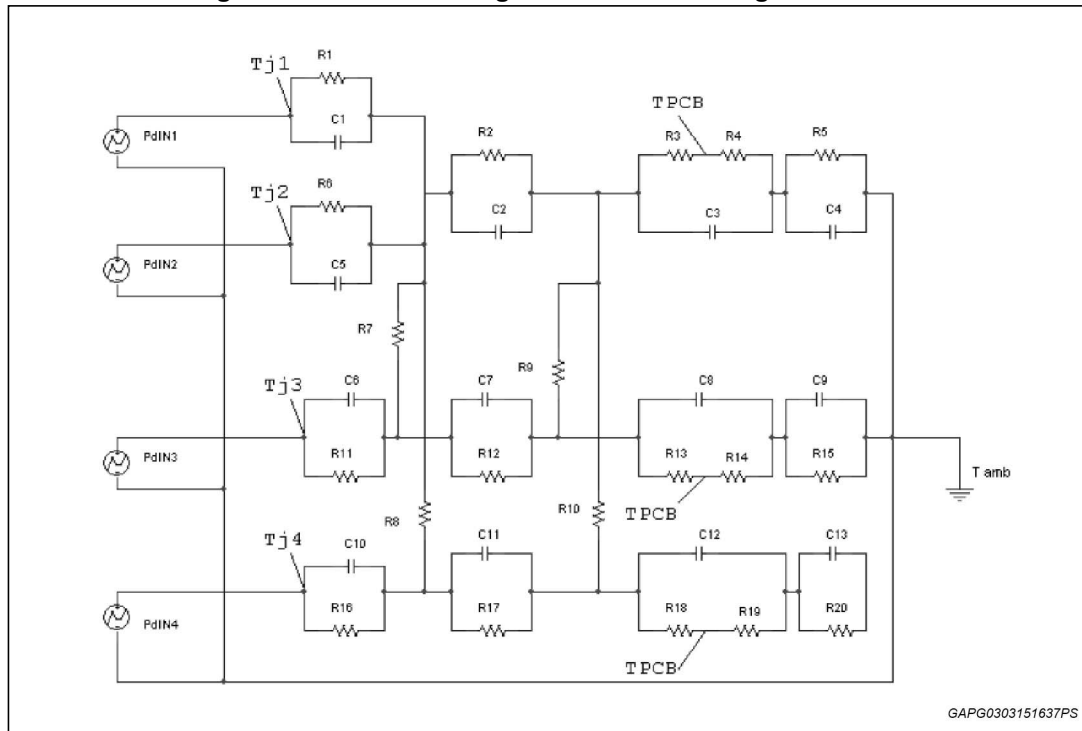 Tj1
R1
C1
PdIN1
TPCB
R2
R3
R4
R5
C2
C3
C4
Tj2
R6
C5
PdIN2
R7
R9
Tj3
C6
C7
C8
C9
PdIN3
R11
R12
R13
R14
R15
T amb
TPCB
R8
R10
Tj4
C10
C11
C12
C13
PdIN4
R16
R17
R18
R19
R20
TPCB
GAPG0303151637PS